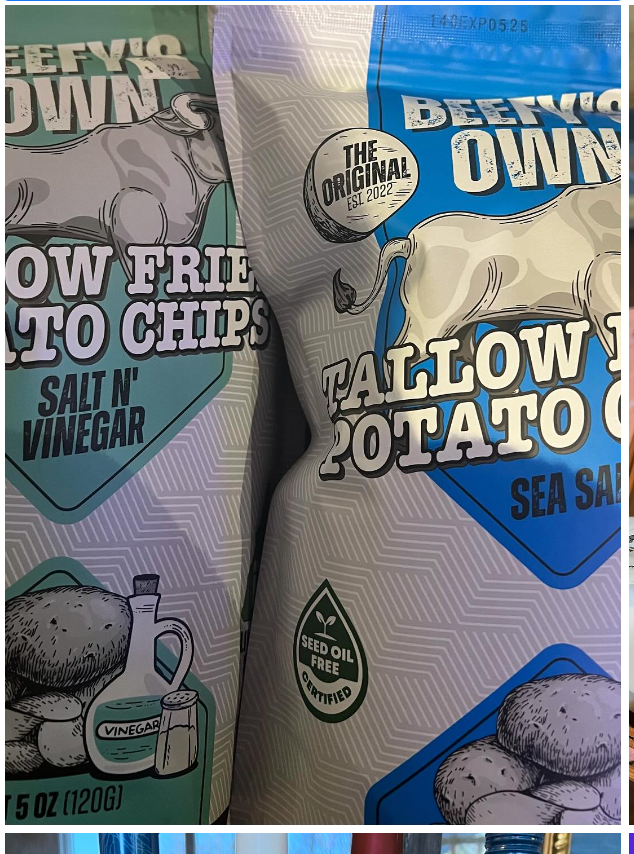 EEFY'S
OWN
OW FRIE
ATO CHIPS
SALT N'
VINEGAR
VINEGAR
T 5 OZ (120G)
140EXP0525
BEEFY'S
OWN
THE
ORIGINAL
EST. 2022
TALLOW F
POTATO C
SEA SAL
SEED OIL
FREE
CERTIFIED